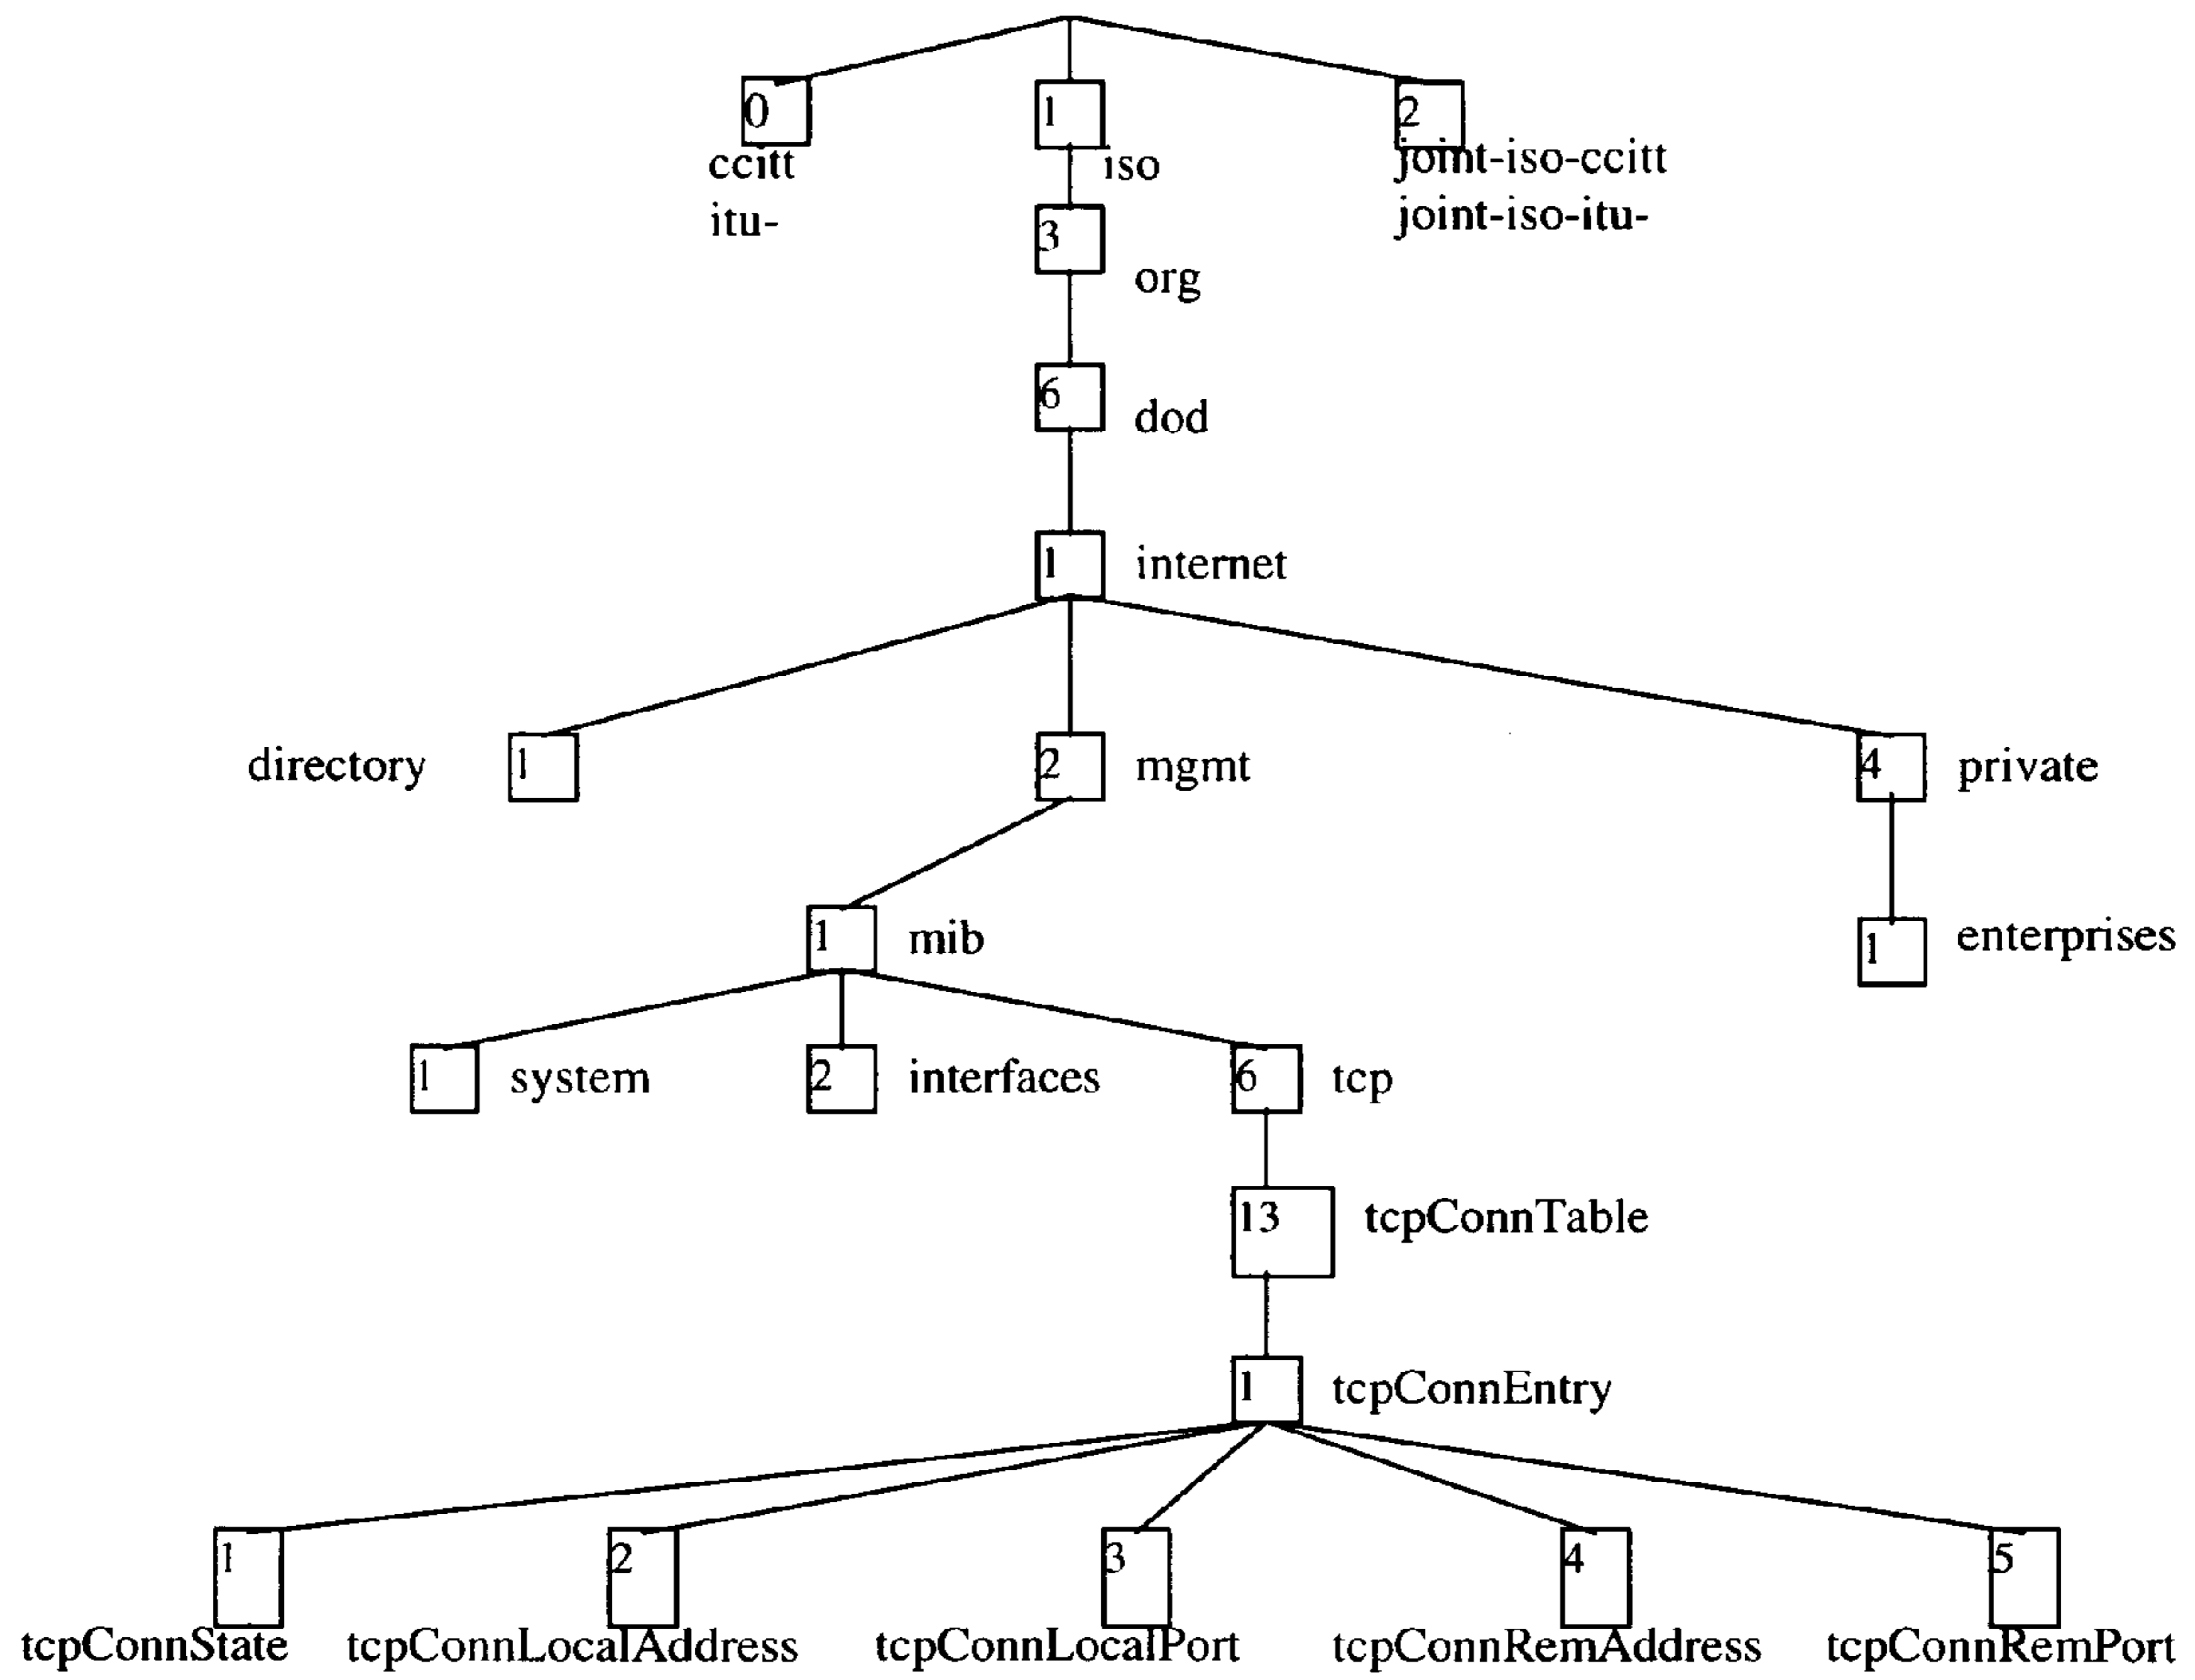 0
1
2
ccitt
iso
joint-iso-ccitt
itu-
joint-iso-itu-
3
org
6
dod
1
internet
directory
1
2
mgmt
4
private
1
mib
1
enterprises
1
system
2
interfaces
6
tcp
13
tcpConnTable
1
tcpConnEntry
1
2
3
4
5
tcpConnState
tcpConnLocalAddress
tcpConnLocalPort
tcpConnRemAddress
tcpConnRemPort